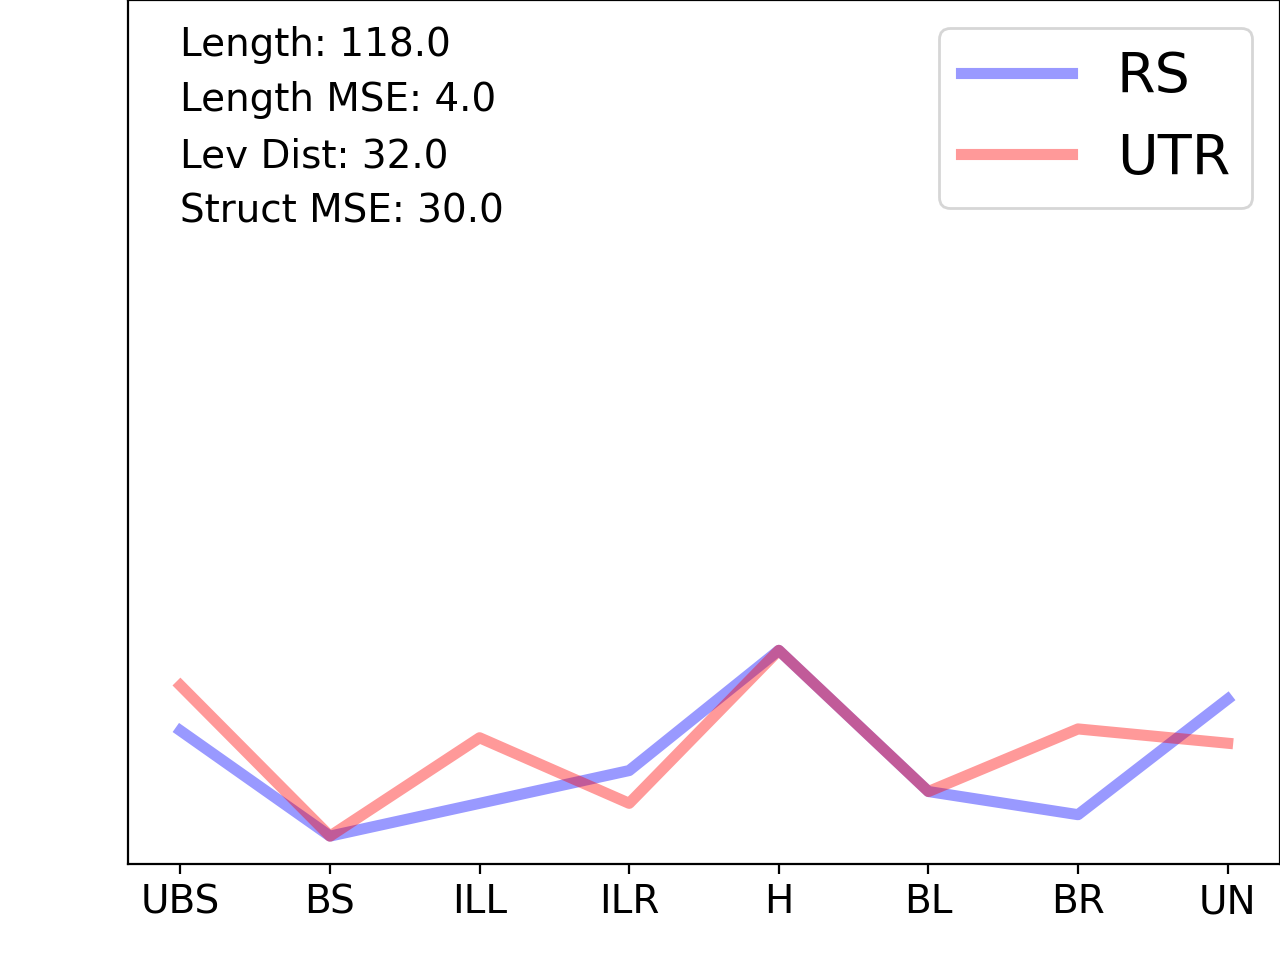 Length: 118.0
Length MSE: 4.0
Lev Dist: 32.0
Struct MSE: 30.0
RS
UTR
UBS BS ILL ILR H BL BR UN